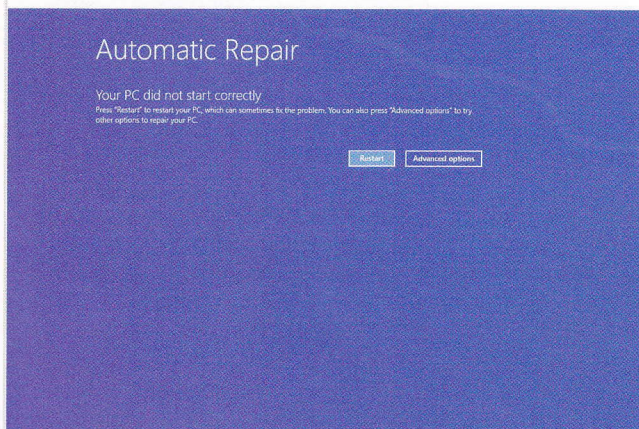 Automatic Repair
Your PC did not start correctly
Press "Restart" to restart your PC, which can sometimes fix the problem. You can also press "Advanced options" to try
other options to repair your PC.
Restart
Advanced options